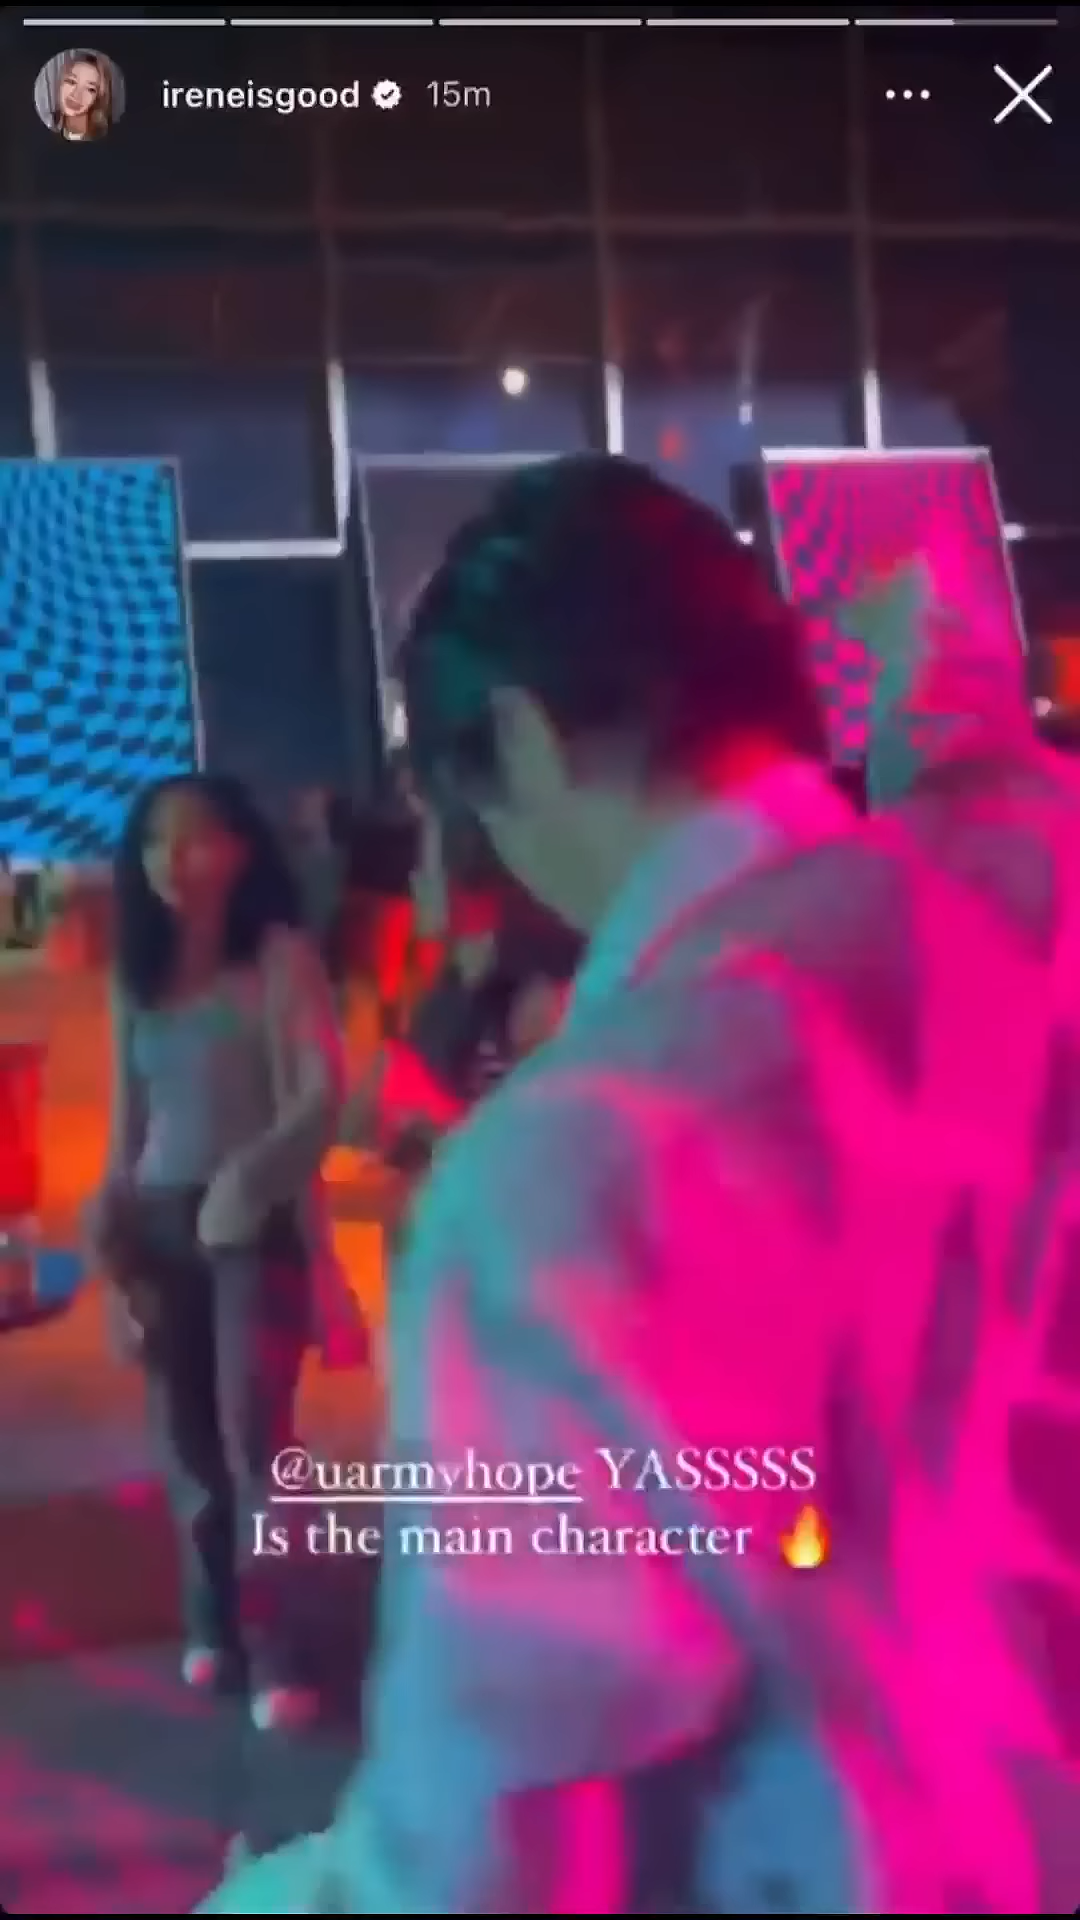 ireneisgood 15m
@uarmyhope YASSSSS
Is the main character 🔥